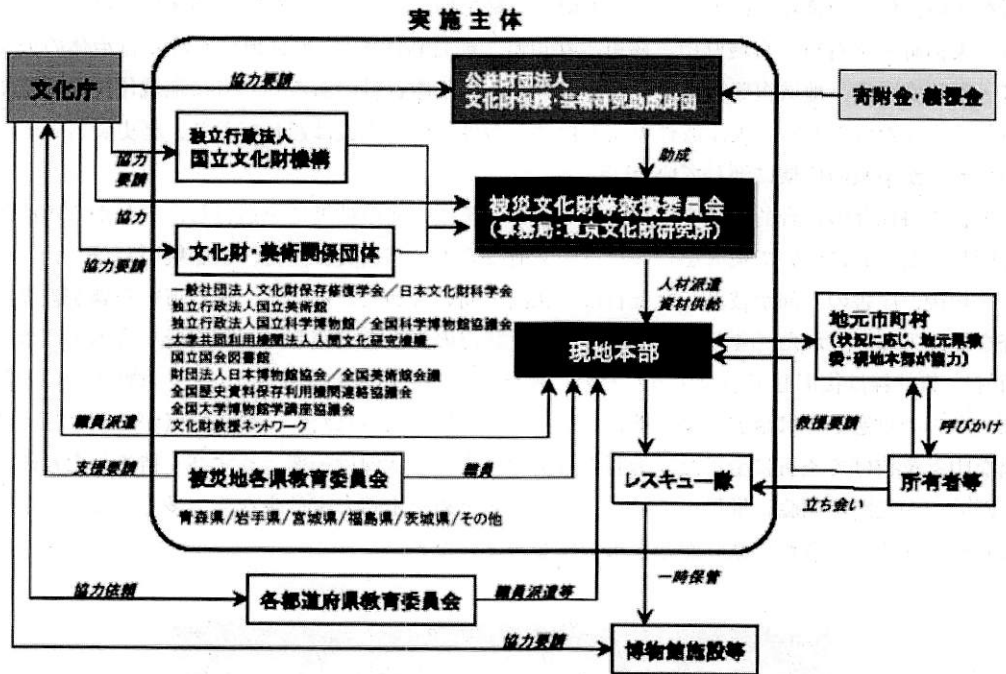 実施主体
文化庁
協力要請
公益財団法人
文化財保護・芸術研究助成財団
寄附金・義援金
独立行政法人
国立文化財機構
協力
要請
助成
被災文化財等救援委員会
(事務局:東京文化財研究所)
協力
文化財・美術関係団体
協力要請
人材派遣
資材供給
一般社団法人文化財保存修復学会/日本文化財科学会
独立行政法人国立美術館
独立行政法人国立科学博物館/全国科学博物館協議会
大学共同利用機関法人人間文化研究機構
国立国会図書館
財団法人日本博物館協会/全国美術館会議
全国歴史資料保存利用機関連絡協議会
全国大学博物館学講座協議会
文化財救援ネットワーク
現地本部
地元市町村
(状況に応じ、地元県教
委・現地本部が協力)
職員派遣
救援要請
呼びかけ
支援要請
被災地各県教育委員会
職員
レスキュー隊
所有者等
立ち会い
青森県/岩手県/宮城県/福島県/茨城県/その他
一時保管
協力依頼
各都道府県教育委員会
職員派遣等
協力要請
博物館施設等